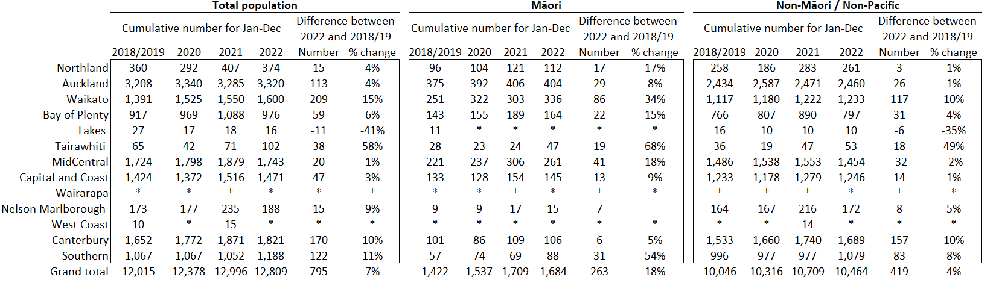 Total population Māori Non-Māori / Non-Pacific
Cumulative number for Jan-Dec Difference between 2022 and 2018/19 Cumulative number for Jan-Dec Difference between 2022 and 2018/19 Cumulative number for Jan-Dec Difference between 2022 and 2018/19
2018/2019 2020 2021 2022 Number % change 2018/2019 2020 2021 2022 Number % change 2018/2019 2020 2021 2022 Number % change
Northland 360 292 407 374 15 4% 96 104 121 112 17 17% 258 186 283 261 3 1%
Auckland 3,208 3,340 3,285 3,320 113 4% 375 392 406 404 29 8% 2,434 2,587 2,471 2,460 26 1%
Waikato 1,391 1,525 1,550 1,600 209 15% 251 322 303 336 86 34% 1,117 1,180 1,222 1,233 117 10%
Bay of Plenty 917 969 1,088 976 59 6% 143 155 189 164 22 15% 766 807 890 797 31 4%
Lakes 27 17 18 16 -11 -41% 11 * * * * * 16 10 10 10 -6 -35%
Tairāwhiti 65 42 71 102 38 58% 28 23 24 47 19 68% 36 19 47 53 18 49%
MidCentral 1,724 1,798 1,879 1,743 20 1% 221 237 306 261 41 18% 1,486 1,538 1,553 1,454 -32 -2%
Capital and Coast 1,424 1,372 1,516 1,471 47 3% 133 128 154 145 13 9% 1,233 1,178 1,279 1,246 14 1%
Wairarapa * * * * * * * * * * * * * * * * * *
Nelson Marlborough 173 177 235 188 15 9% 9 9 17 15 7 164 167 216 172 8 5%
West Coast 10 * 15 * * * * * * * * * * * 14 * * *
Canterbury 1,652 1,772 1,871 1,821 170 10% 101 86 109 106 6 5% 1,533 1,660 1,740 1,689 157 10%
Southern 1,067 1,067 1,052 1,188 122 11% 57 74 69 88 31 54% 996 977 977 1,079 83 8%
Grand total 12,015 12,378 12,996 12,809 795 7% 1,422 1,537 1,709 1,684 263 18% 10,046 10,316 10,709 10,464 419 4%